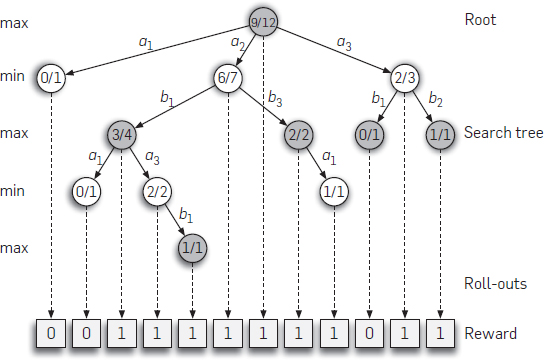 max 9/12 Root
a1 a2 a3
min 0/1 6/7 2/3
b1 b3 b1 b2
max 3/4 2/2 0/1 1/1 Search tree
a1 a3 a1
min 0/1 2/2 1/1
b1
max 1/1
Roll-outs
0 0 1 1 1 1 1 1 1 0 1 1 Reward